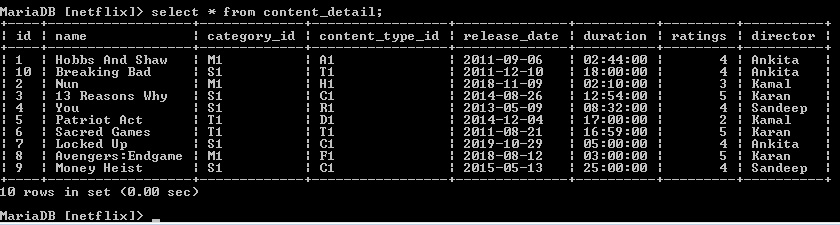 MariaDB [netflix]> select * from content_detail;
+----+------------------+-------------+-----------------+--------------+----------+---------+----------+
| id | name | category_id | content_type_id | release_date | duration | ratings | director |
+----+------------------+-------------+-----------------+--------------+----------+---------+----------+
| 1 | Hobbs And Shaw | M1 | A1 | 2011-09-06 | 02:44:00 | 4 | Ankita |
| 10 | Breaking Bad | S1 | T1 | 2011-12-10 | 18:00:00 | 4 | Ankita |
| 2 | Nun | M1 | H1 | 2018-11-09 | 02:10:00 | 3 | Kamal |
| 3 | 13 Reasons Why | S1 | C1 | 2014-08-26 | 12:54:00 | 5 | Karan |
| 4 | You | S1 | R1 | 2013-05-09 | 08:32:00 | 4 | Sandeep |
| 5 | Patriot Act | T1 | D1 | 2014-12-04 | 17:00:00 | 2 | Kamal |
| 6 | Sacred Games | T1 | T1 | 2011-08-21 | 16:59:00 | 5 | Karan |
| 7 | Locked Up | S1 | C1 | 2019-10-29 | 05:00:00 | 4 | Ankita |
| 8 | Avengers:Endgame | M1 | F1 | 2018-08-12 | 03:00:00 | 5 | Karan |
| 9 | Money Heist | S1 | C1 | 2015-05-13 | 25:00:00 | 4 | Sandeep |
+----+------------------+-------------+-----------------+--------------+----------+---------+----------+
10 rows in set (0.00 sec)
MariaDB [netflix]> _